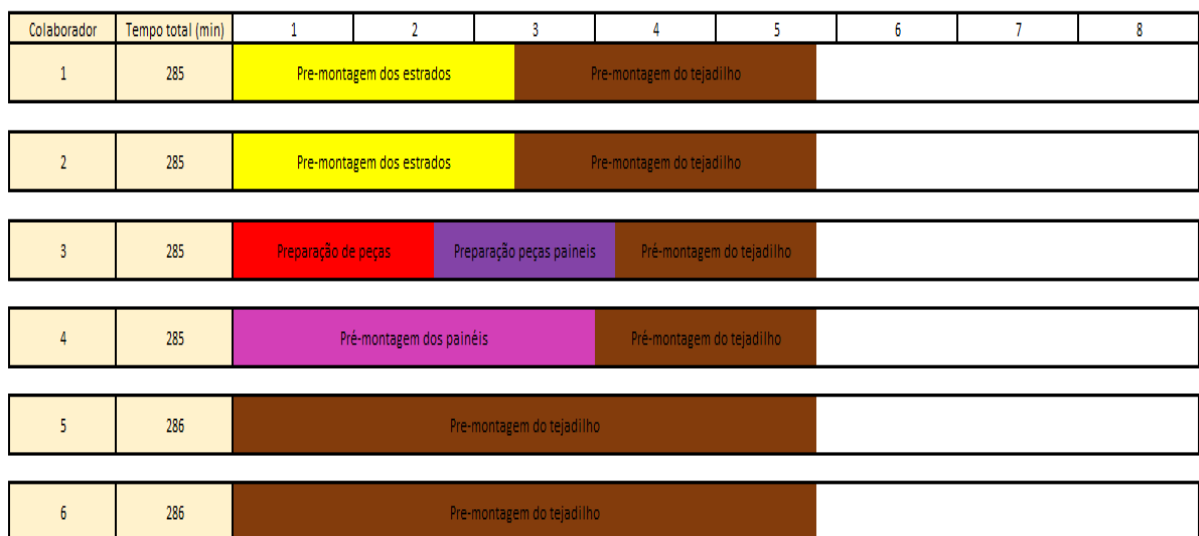 Colaborador Tempo total (min) 1 2 3 4 5 6 7 8
1 285 Pre-montagem dos estrados Pre-montagem do tejadilho
2 285 Pre-montagem dos estrados Pre-montagem do tejadilho
3 285 Preparação de peças Preparação peças paineis Pré-montagem do tejadilho
4 285 Pré-montagem dos painéis Pré-montagem do tejadilho
5 286 Pre-montagem do tejadilho
6 286 Pre-montagem do tejadilho